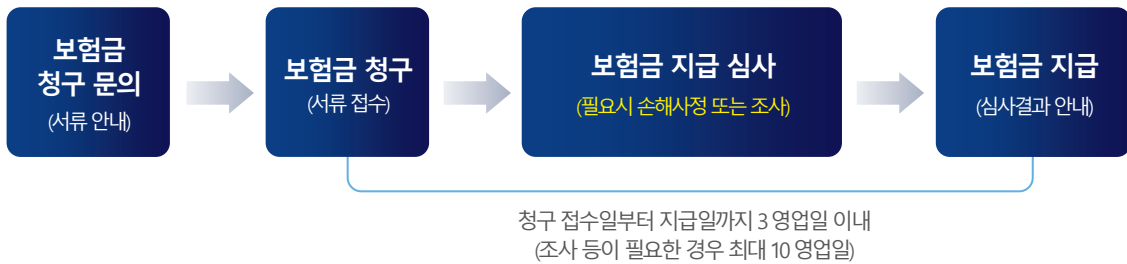 보험금
청구 문의
(서류 안내)
보험금 청구
(서류 접수)
보험금 지급 심사
(필요시 손해사정 또는 조사)
보험금 지급
(심사결과 안내)
청구 접수일부터 지급일까지 3 영업일 이내
(조사 등이 필요한 경우 최대 10 영업일)